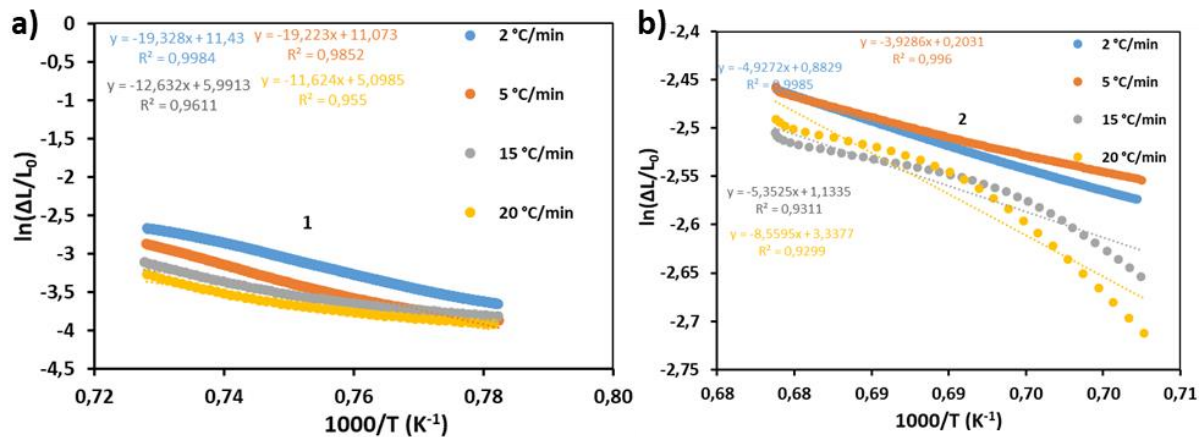 a)
ln(ΔL/L0)
0
-0,5
-1
-1,5
-2
-2,5
-3
-3,5
-4
-4,5
y = -19,328x + 11,43
R² = 0,9984
y = -19,223x + 11,073
R² = 0,9852
y = -12,632x + 5,9913
R² = 0,9611
y = -11,624x + 5,0985
R² = 0,955
2 °C/min
5 °C/min
15 °C/min
20 °C/min
1
0,72
0,74
0,76
0,78
0,80
1000/T (K⁻¹)
b)
ln(ΔL/L0)
-2,4
-2,45
-2,5
-2,55
-2,6
-2,65
-2,7
-2,75
y = -3,9286x + 0,2031
R² = 0,996
y = -4,9272x + 0,8829
R² = 0,9985
2 °C/min
5 °C/min
15 °C/min
20 °C/min
2
y = -5,3525x + 1,1335
R² = 0,9311
y = -8,5595x + 3,3377
R² = 0,9299
0,68
0,68
0,69
0,69
0,70
0,70
0,71
1000/T (K⁻¹)